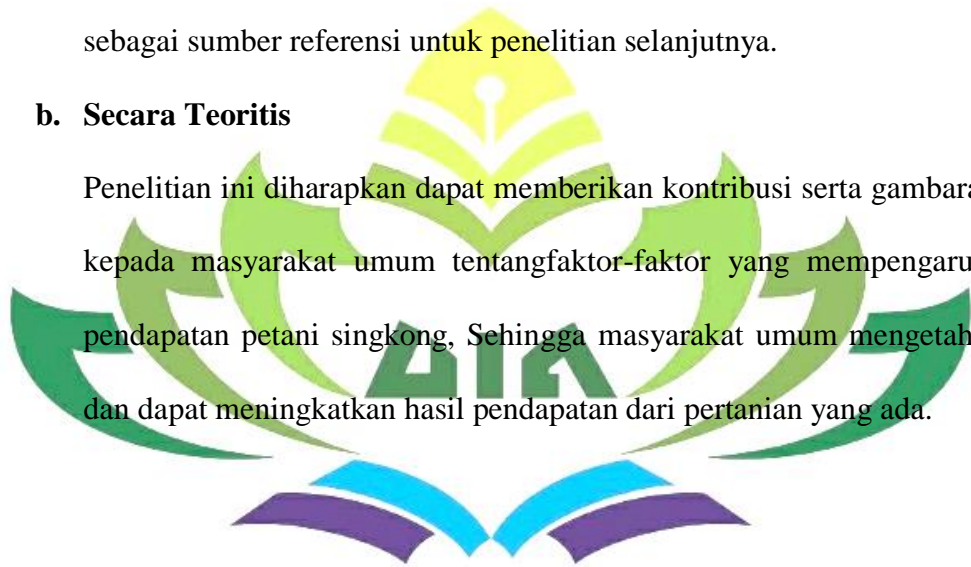 sebagai sumber referensi untuk penelitian selanjutnya.
b. Secara Teoritis
Penelitian ini diharapkan dapat memberikan kontribusi serta gambara
kepada masyarakat umum tentangfaktor-faktor yang mempengaru
pendapatan petani singkong, Sehingga masyarakat umum mengetah
dan dapat meningkatkan hasil pendapatan dari pertanian yang ada.